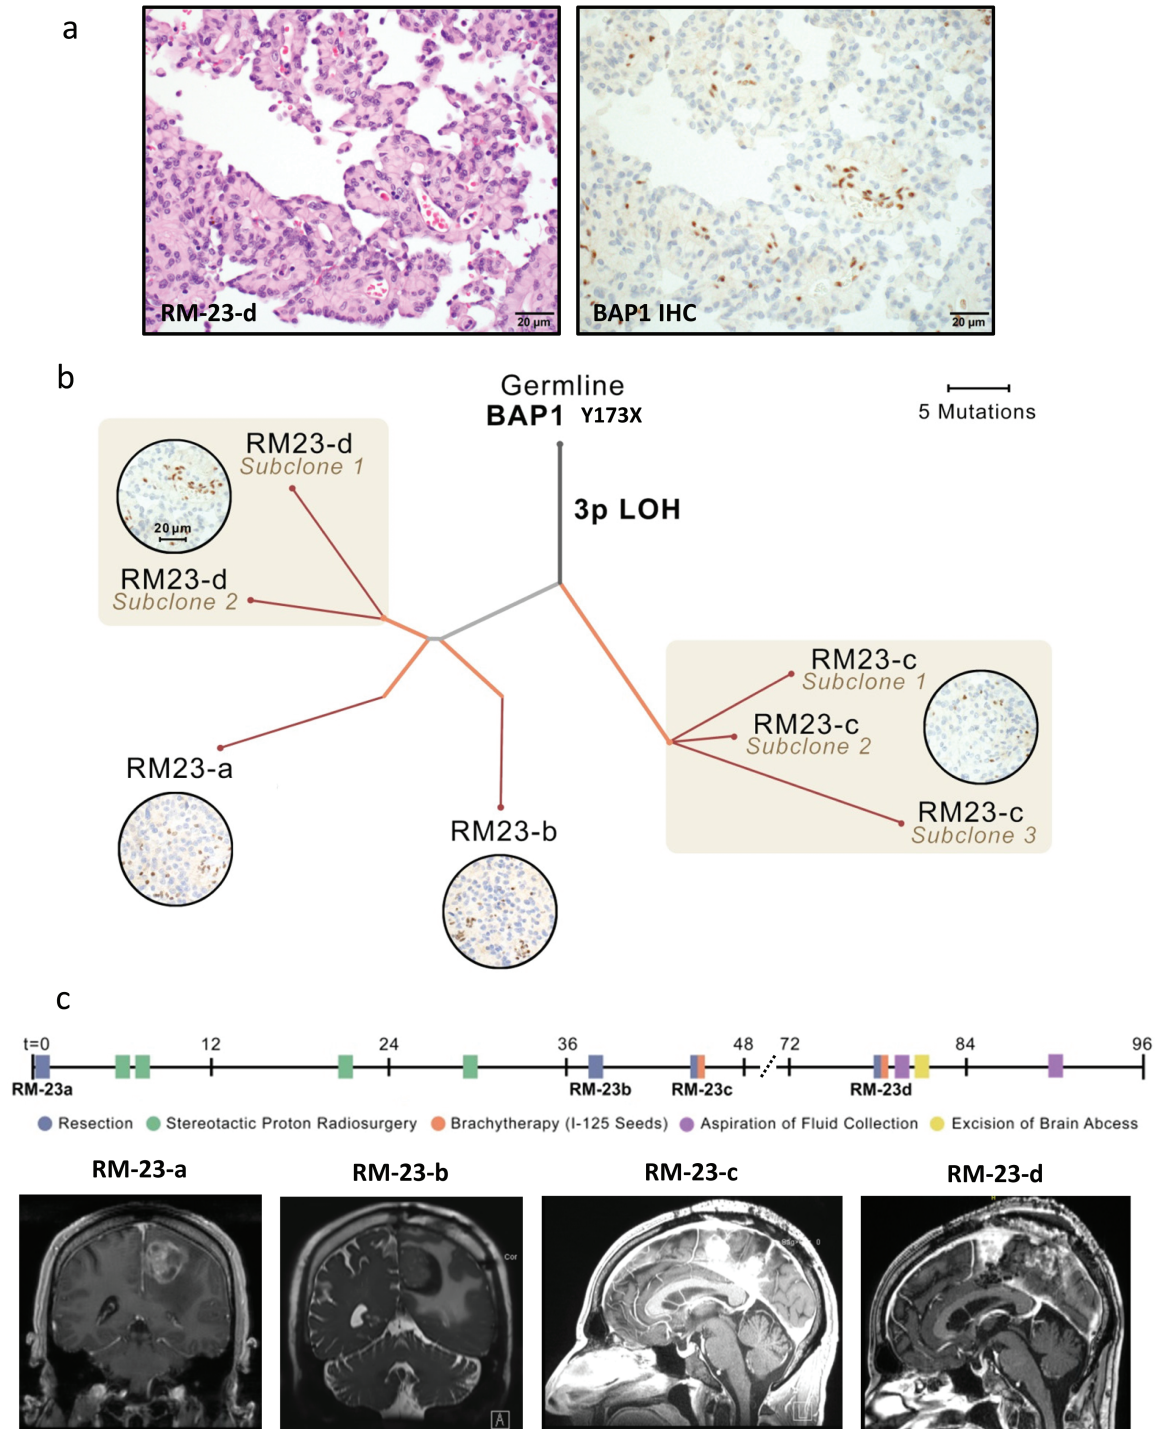 a
RM-23-d
20 µm
BAP1 IHC
20 µm
b
Germline
BAP1 Y173X
5 Mutations
3p LOH
RM23-d
Subclone 1
20 µm
RM23-d
Subclone 2
RM23-c
Subclone 1
RM23-c
Subclone 2
RM23-c
Subclone 3
RM23-a
RM23-b
c
t=0 12 24 36 48 72 84 96
RM-23a RM-23b RM-23c RM-23d
Resection Stereotactic Proton Radiosurgery Brachytherapy (I-125 Seeds) Aspiration of Fluid Collection Excision of Brain Abcess
RM-23-a RM-23-b RM-23-c RM-23-d
Cor
A